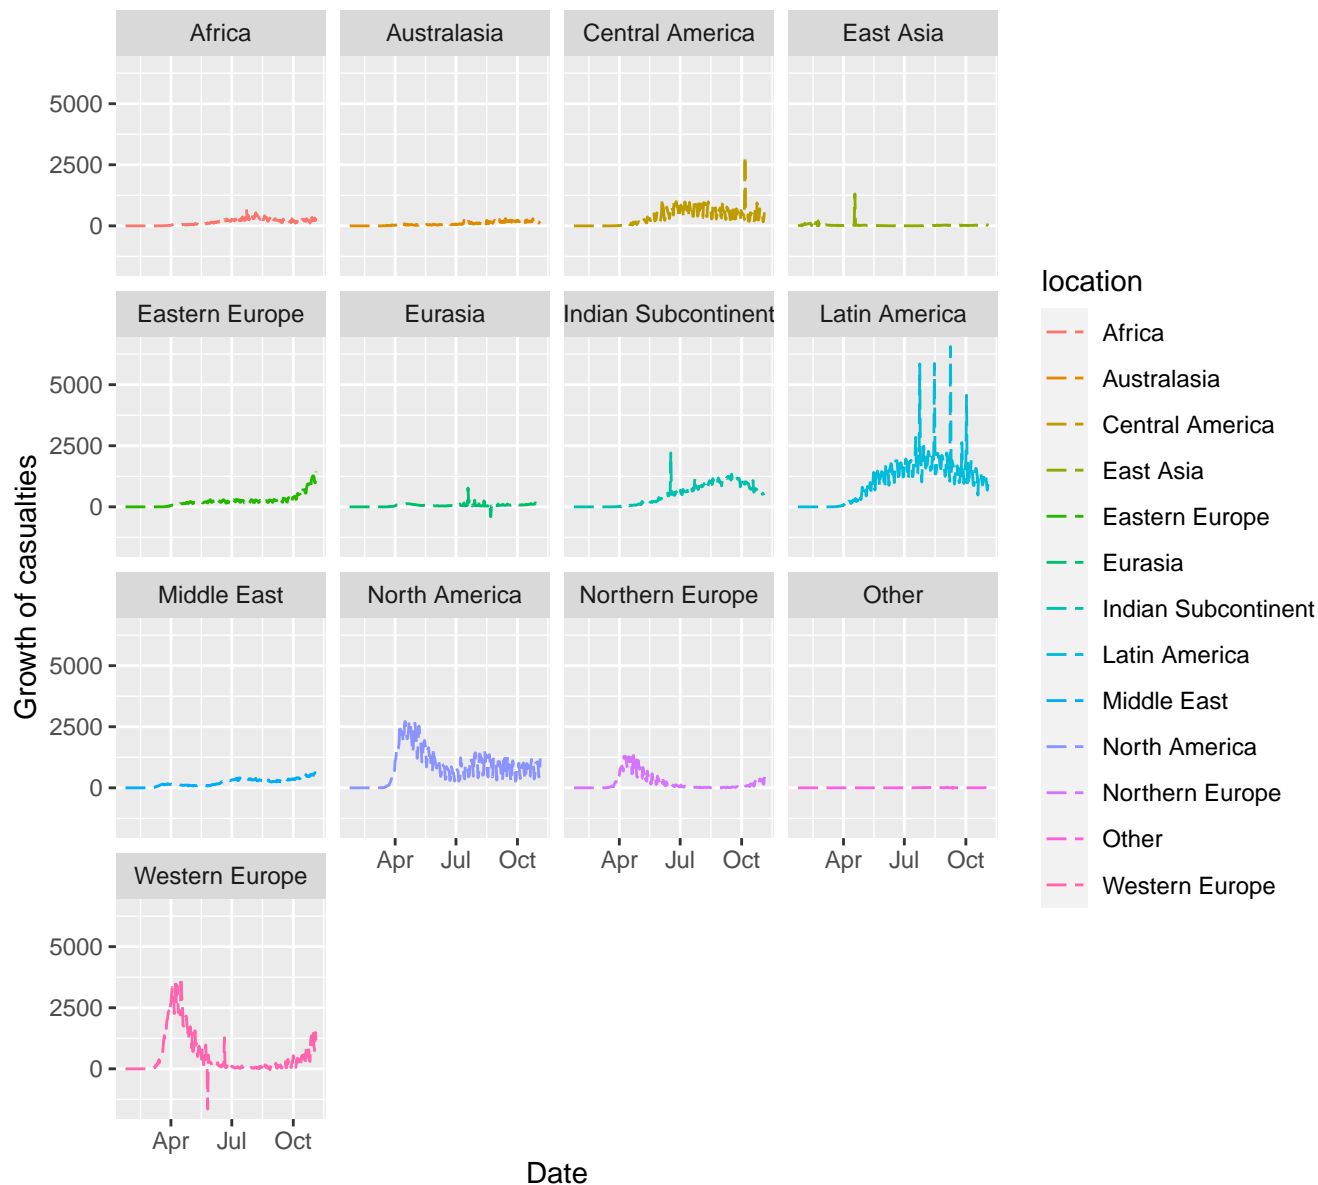 Africa
Australasia
Central America
East Asia
5000
2500
0
Eastern Europe
Eurasia
Indian Subcontinent
Latin America
5000
2500
0
Middle East
North America
Northern Europe
Other
5000
2500
0
Apr Jul Oct
Apr Jul Oct
Apr Jul Oct
Western Europe
5000
2500
0
Apr Jul Oct
Date
Growth of casualties
location
Africa
Australasia
Central America
East Asia
Eastern Europe
Eurasia
Indian Subcontinent
Latin America
Middle East
North America
Northern Europe
Other
Western Europe